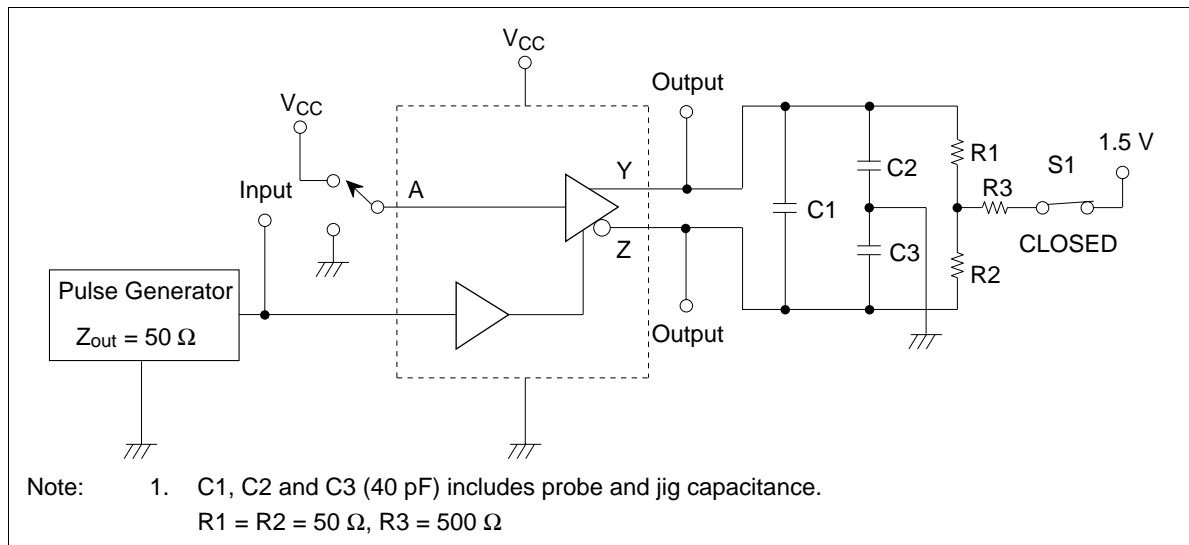 VCC
Output
VCC
1.5 V
Input
A
Y
C2
R1
S1
R3
C1
Z
C3
CLOSED
R2
Pulse Generator
Zout = 50 Ω
Output
Note: 1. C1, C2 and C3 (40 pF) includes probe and jig capacitance.
R1 = R2 = 50 Ω, R3 = 500 Ω